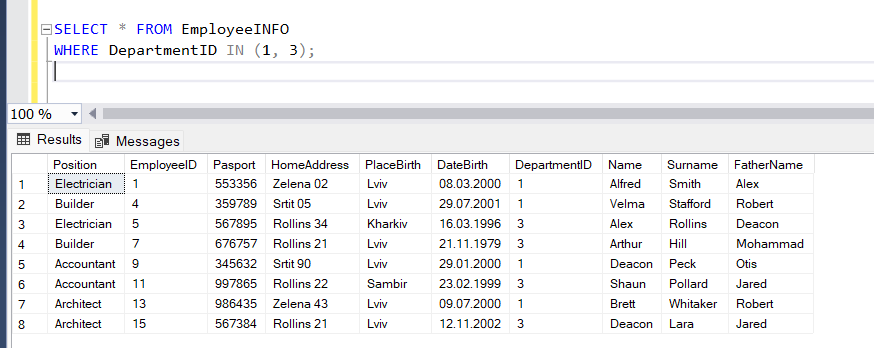 SELECT * FROM EmployeeINFO
WHERE DepartmentID IN (1, 3);
100 %
Results Messages
Position EmployeeID Pasport HomeAddress PlaceBirth DateBirth DepartmentID Name Surname FatherName
1 Electrician 1 553356 Zelena 02 Lviv 08.03.2000 1 Alfred Smith Alex
2 Builder 4 359789 Srtit 05 Lviv 29.07.2001 1 Velma Stafford Robert
3 Electrician 5 567895 Rollins 34 Kharkiv 16.03.1996 3 Alex Rollins Deacon
4 Builder 7 676757 Rollins 21 Lviv 21.11.1979 3 Arthur Hill Mohammad
5 Accountant 9 345632 Srtit 90 Lviv 29.01.2000 1 Deacon Peck Otis
6 Accountant 11 997865 Rollins 22 Sambir 23.02.1999 3 Shaun Pollard Jared
7 Architect 13 986435 Zelena 43 Lviv 09.07.2000 1 Brett Whitaker Robert
8 Architect 15 567384 Rollins 21 Lviv 12.11.2002 3 Deacon Lara Jared